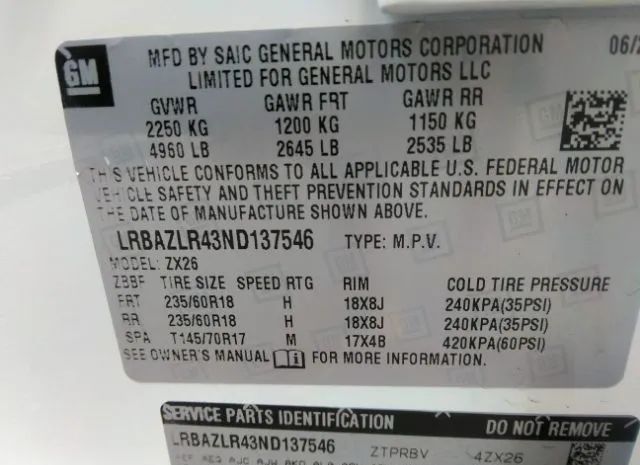 GM
MFD BY SAIC GENERAL MOTORS CORPORATION 06/2
LIMITED FOR GENERAL MOTORS LLC
GVWR GAWR FRT GAWR RR
2250 KG 1200 KG 1150 KG
4960 LB 2645 LB 2535 LB
THIS VEHICLE CONFORMS TO ALL APPLICABLE U.S. FEDERAL MOTOR
VEHICLE SAFETY AND THEFT PREVENTION STANDARDS IN EFFECT ON
THE DATE OF MANUFACTURE SHOWN ABOVE.
LRBAZLR43ND137546 TYPE: M.P.V.
MODEL: ZX26
ZBBF TIRE SIZE SPEED RTG RIM COLD TIRE PRESSURE
FRT 235/60R18 H 18X8J 240KPA(35PSI)
RR 235/60R18 H 18X8J 240KPA(35PSI)
SPA T145/70R17 M 17X4B 420KPA(60PSI)
SEE OWNER'S MANUAL FOR MORE INFORMATION.
SERVICE PARTS IDENTIFICATION DO NOT REMOVE
LRBAZLR43ND137546 ZTPRBV 4ZX26